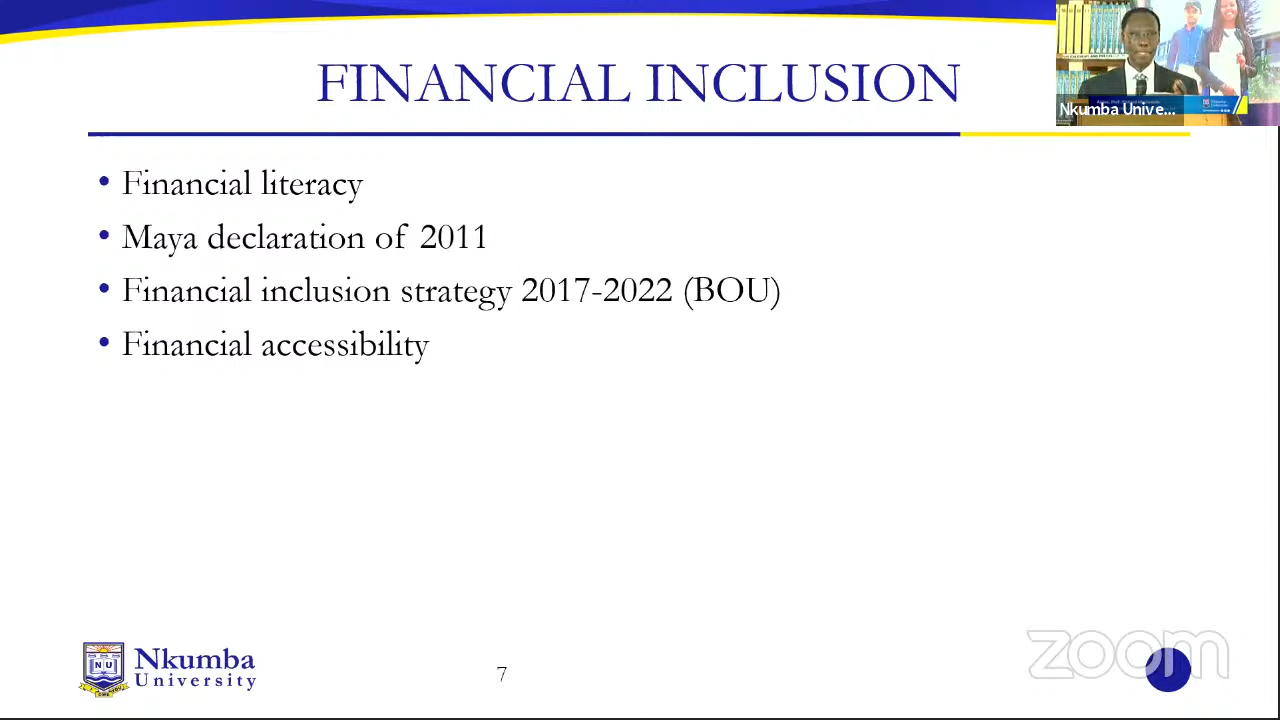 FINANCIAL INCLUSION
Nkumba Unive...
• Financial literacy
• Maya declaration of 2011
• Financial inclusion strategy 2017-2022 (BOU)
• Financial accessibility
NU
Nkumba
University
7
zoom